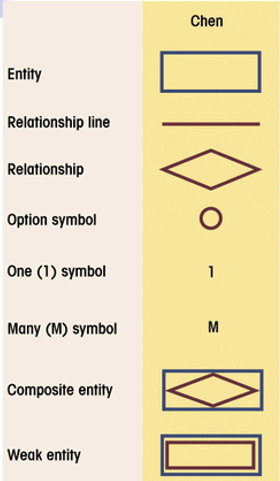 Chen
Entity
Relationship line
Relationship
Option symbol
One (1) symbol 1
Many (M) symbol M
Composite entity
Weak entity